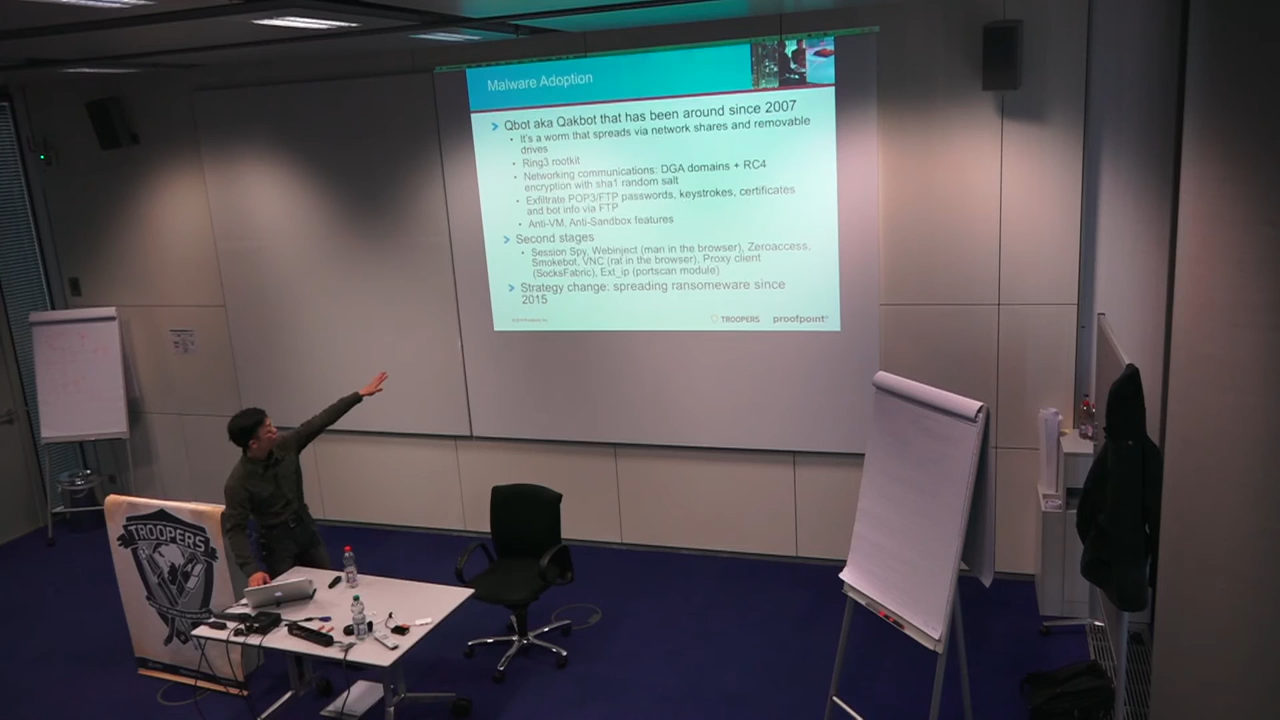 Malware Adoption
Qbot aka Qakbot that has been around since 2007
It's a worm that spreads via network shares and removable
drives
Ring3 rootkit
Networking communications: DGA domains + RC4
encryption with sha1 random salt
Exfiltrate POP3/FTP passwords, keystrokes, certificates
and bot info via FTP
Anti-VM, Anti-Sandbox features
Second stages
Session Spy, Webinject (man in the browser), Zeroaccess,
Smokebot, VNC (rat in the browser), Proxy client
(SocksFabric), Ext_ip (portscan module)
Strategy change: spreading ransomeware since
2015
TROOPERS proofpoint
TROOPERS